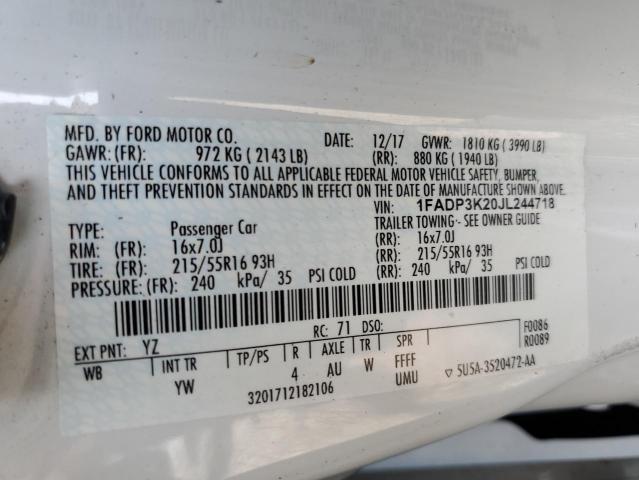 MFD. BY FORD MOTOR CO. DATE: 12/17 GVWR: 1810 KG ( 3990 LB)
GAWR: (FR): 972 KG ( 2143 LB) (RR): 880 KG ( 1940 LB)
THIS VEHICLE CONFORMS TO ALL APPLICABLE FEDERAL MOTOR VEHICLE SAFETY, BUMPER,
AND THEFT PREVENTION STANDARDS IN EFFECT ON THE DATE OF MANUFACTURE SHOWN ABOVE.
VIN: 1FADP3K20JL244718
TYPE: Passenger Car TRAILER TOWING-SEE OWNER GUIDE
RIM: (FR): 16x7.0J (RR): 16x7.0J
TIRE: (FR): 215/55R16 93H (RR): 215/55R16 93H
PRESSURE: (FR): 240 kPa/ 35 PSI COLD (RR): 240 kPa/ 35 PSI COLD
EXT PNT: YZ RC: 71 DSO: F0086
WB INT TR TP/PS R AXLE TR SPR R0089
YW 4 AU W FFFF
3201712182106 UMU ▽ 5U5A-3520472-AA